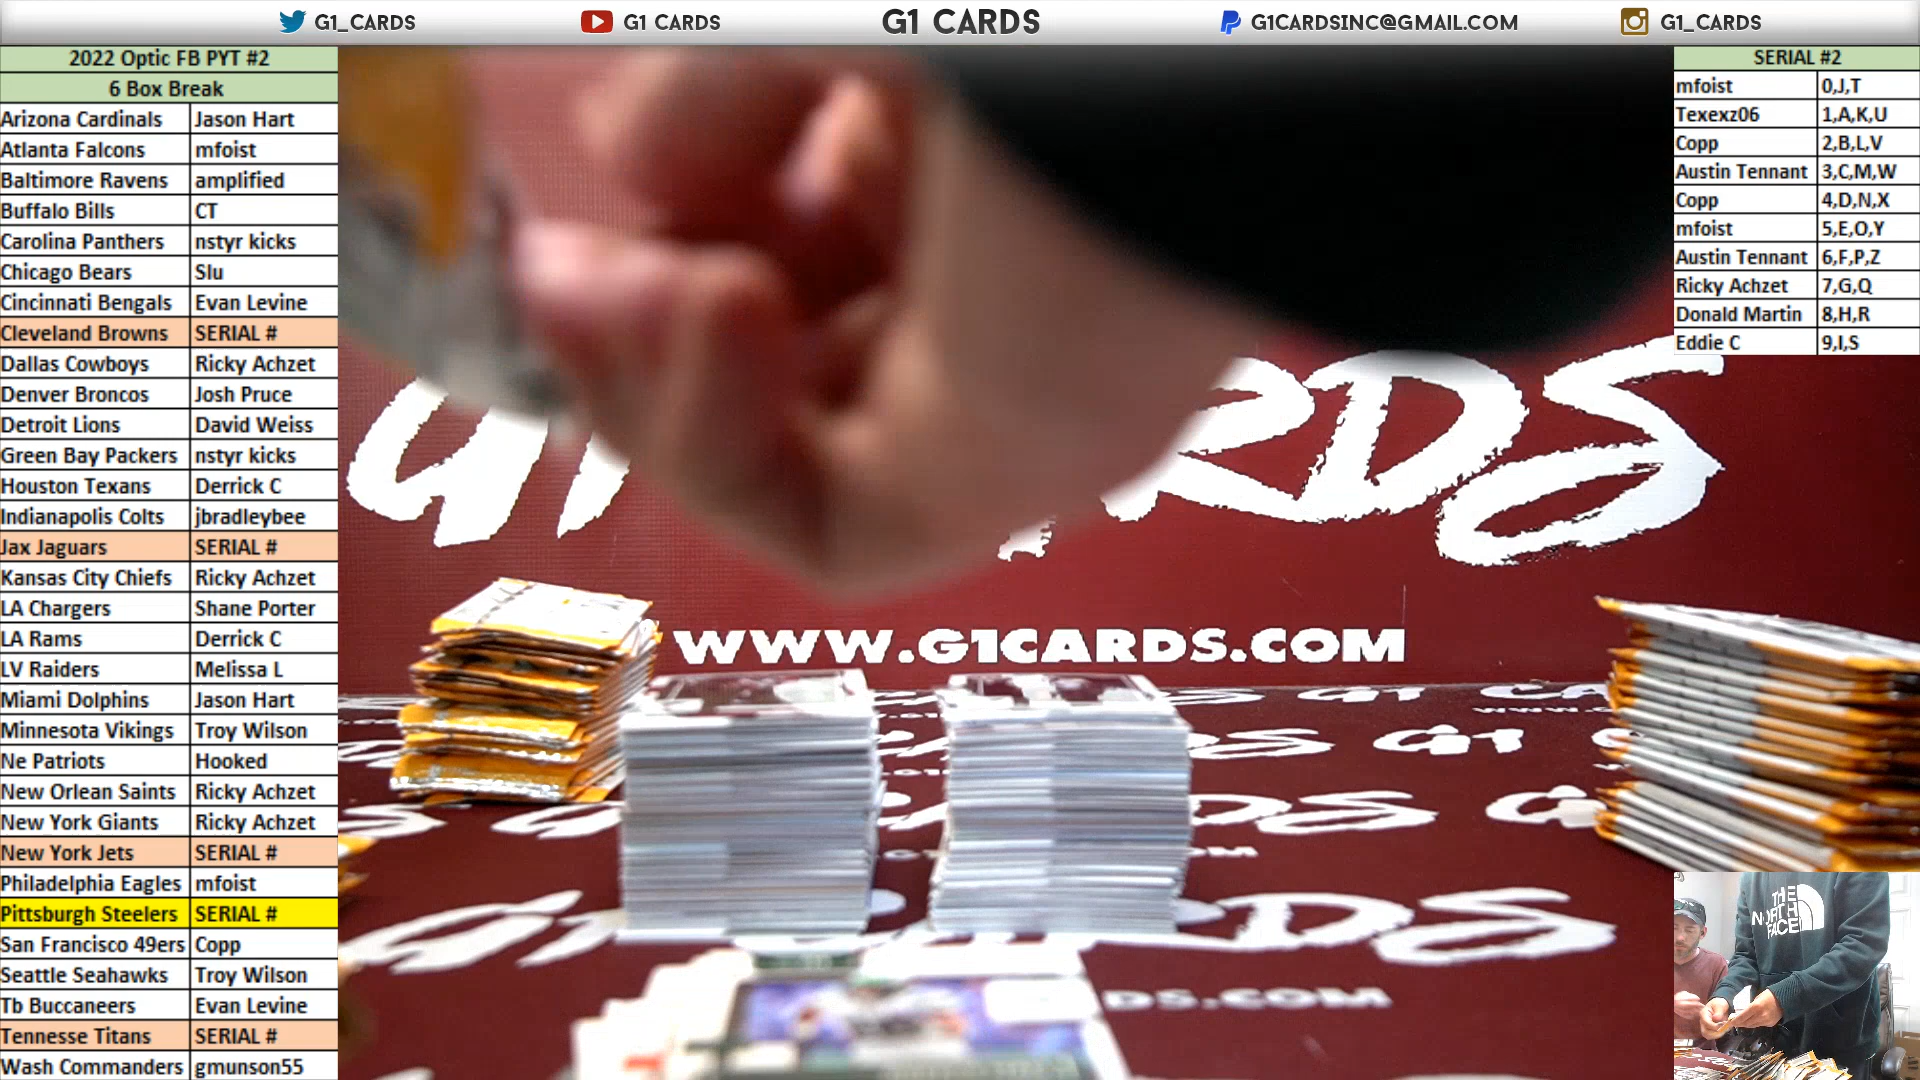 G1_CARDS G1 CARDS G1 CARDS G1CARDSINC@GMAIL.COM G1_CARDS
2022 Optic FB PYT #2
6 Box Break
Arizona Cardinals Jason Hart
Atlanta Falcons mfoist
Baltimore Ravens amplified
Buffalo Bills CT
Carolina Panthers nstyr kicks
Chicago Bears Slu
Cincinnati Bengals Evan Levine
Cleveland Browns SERIAL #
Dallas Cowboys Ricky Achzet
Denver Broncos Josh Pruce
Detroit Lions David Weiss
Green Bay Packers nstyr kicks
Houston Texans Derrick C
Indianapolis Colts jbradleybee
Jax Jaguars SERIAL #
Kansas City Chiefs Ricky Achzet
LA Chargers Shane Porter
LA Rams Derrick C
LV Raiders Melissa L
Miami Dolphins Jason Hart
Minnesota Vikings Troy Wilson
Ne Patriots Hooked
New Orlean Saints Ricky Achzet
New York Giants Ricky Achzet
New York Jets SERIAL #
Philadelphia Eagles mfoist
Pittsburgh Steelers SERIAL #
San Francisco 49ers Copp
Seattle Seahawks Troy Wilson
Tb Buccaneers Evan Levine
Tennesse Titans SERIAL #
Wash Commanders gmunson55
SERIAL #2
mfoist 0,J,T
Texexz06 1,A,K,U
Copp 2,B,L,V
Austin Tennant 3,C,M,W
Copp 4,D,N,X
mfoist 5,E,O,Y
Austin Tennant 6,F,P,Z
Ricky Achzet 7,G,Q
Donald Martin 8,H,R
Eddie C 9,I,S
WWW.G1CARDS.COM
THE
NORTH
FACE